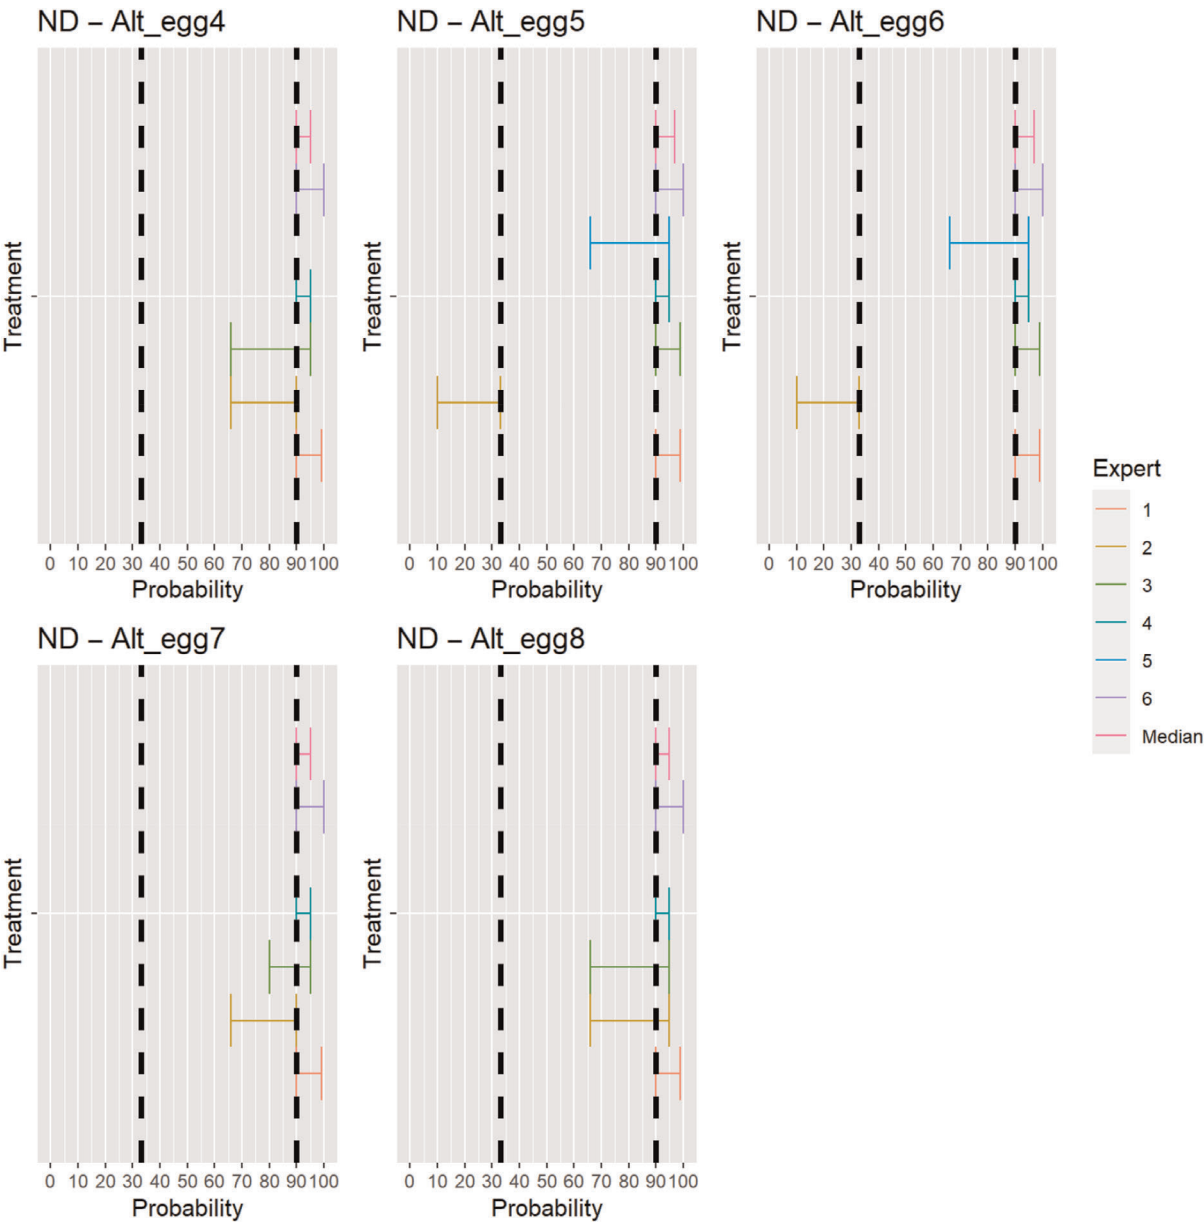 ND – Alt_egg4
ND – Alt_egg5
ND – Alt_egg6
Treatment
Treatment
Treatment
0 10 20 30 40 50 60 70 80 90 100
0 10 20 30 40 50 60 70 80 90 100
0 10 20 30 40 50 60 70 80 90 100
Probability
Probability
Probability
ND – Alt_egg7
ND – Alt_egg8
Treatment
Treatment
0 10 20 30 40 50 60 70 80 90 100
0 10 20 30 40 50 60 70 80 90 100
Probability
Probability
Expert
1
2
3
4
5
6
Median